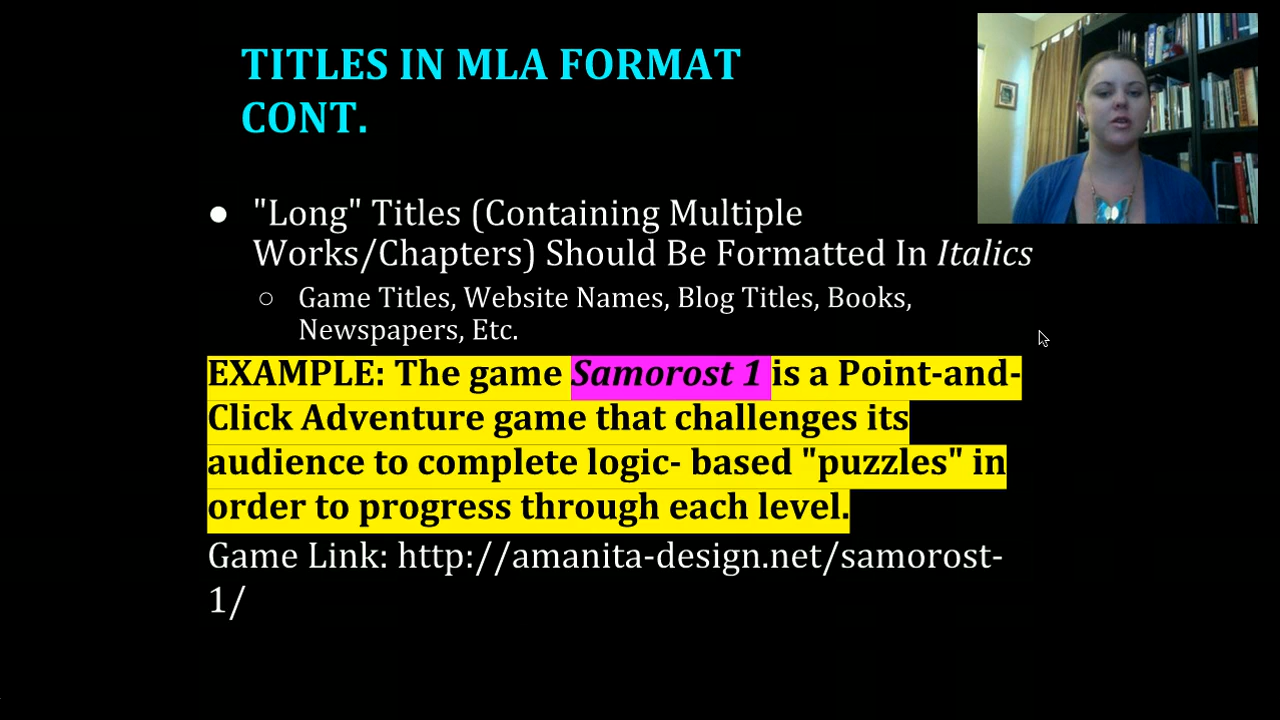 TITLES IN MLA FORMAT
CONT.
● "Long" Titles (Containing Multiple
Works/Chapters) Should Be Formatted In Italics
○ Game Titles, Website Names, Blog Titles, Books,
Newspapers, Etc.
EXAMPLE: The game Samorost 1 is a Point-and-
Click Adventure game that challenges its
audience to complete logic- based "puzzles" in
order to progress through each level.
Game Link: http://amanita-design.net/samorost-
1/